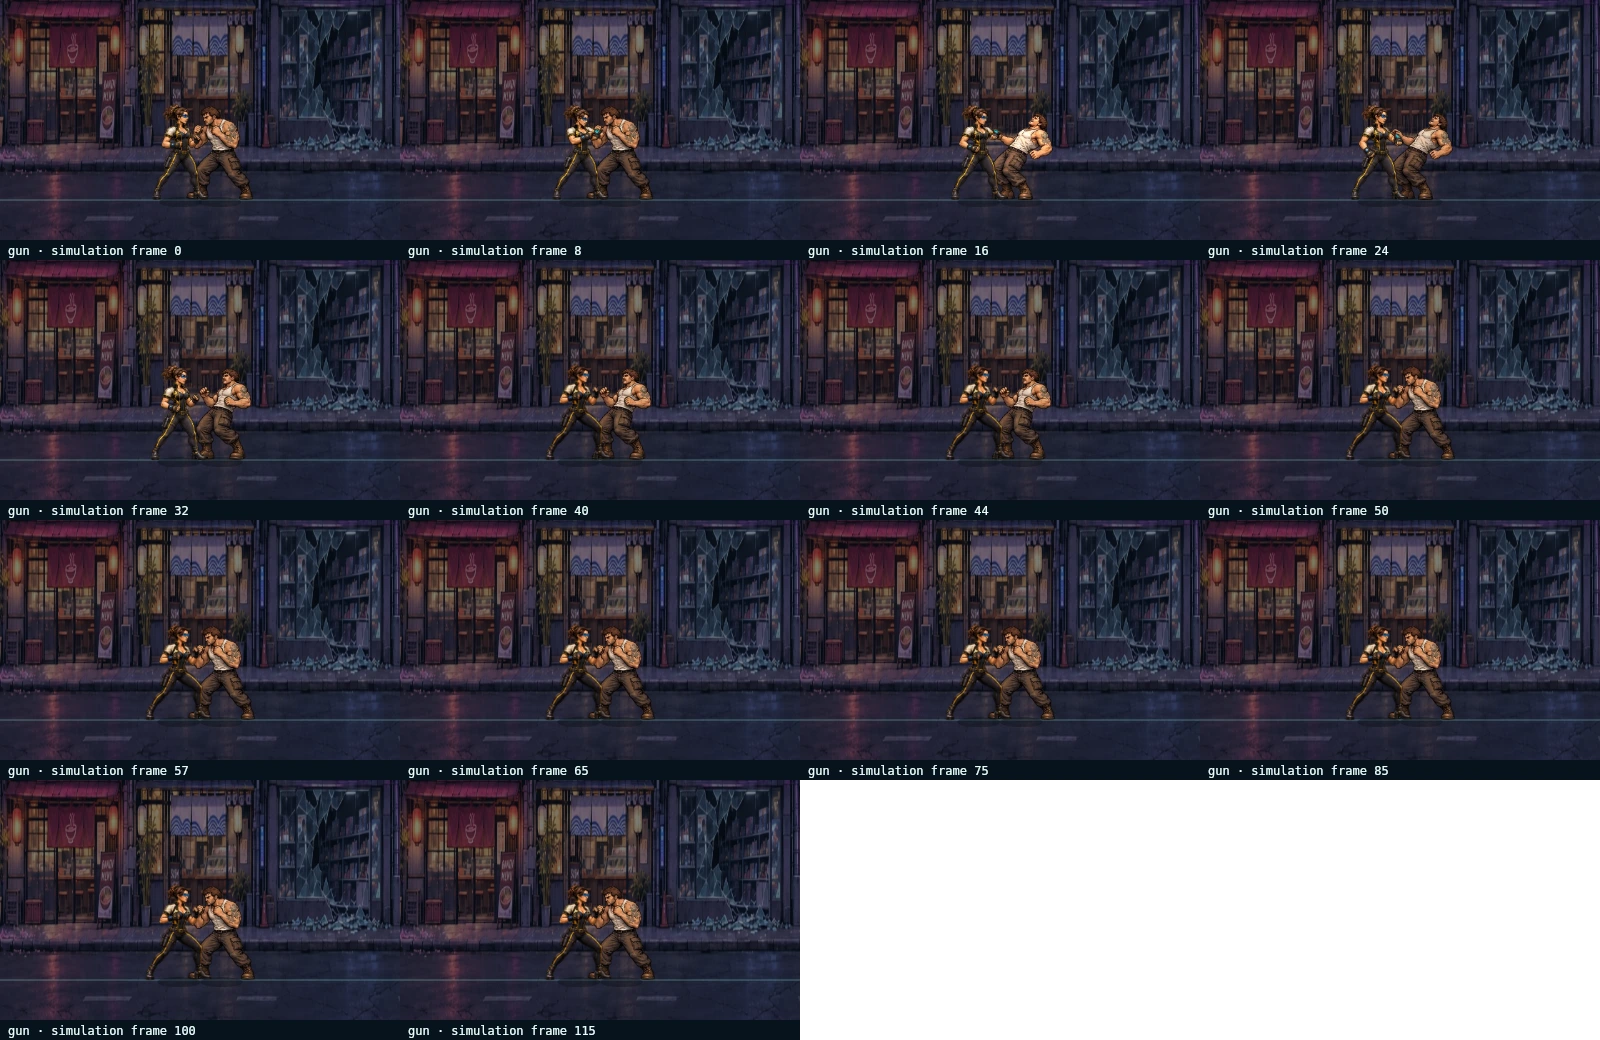 gun · simulation frame 0
gun · simulation frame 8
gun · simulation frame 16
gun · simulation frame 24
gun · simulation frame 32
gun · simulation frame 40
gun · simulation frame 44
gun · simulation frame 50
gun · simulation frame 57
gun · simulation frame 65
gun · simulation frame 75
gun · simulation frame 85
gun · simulation frame 100
gun · simulation frame 115